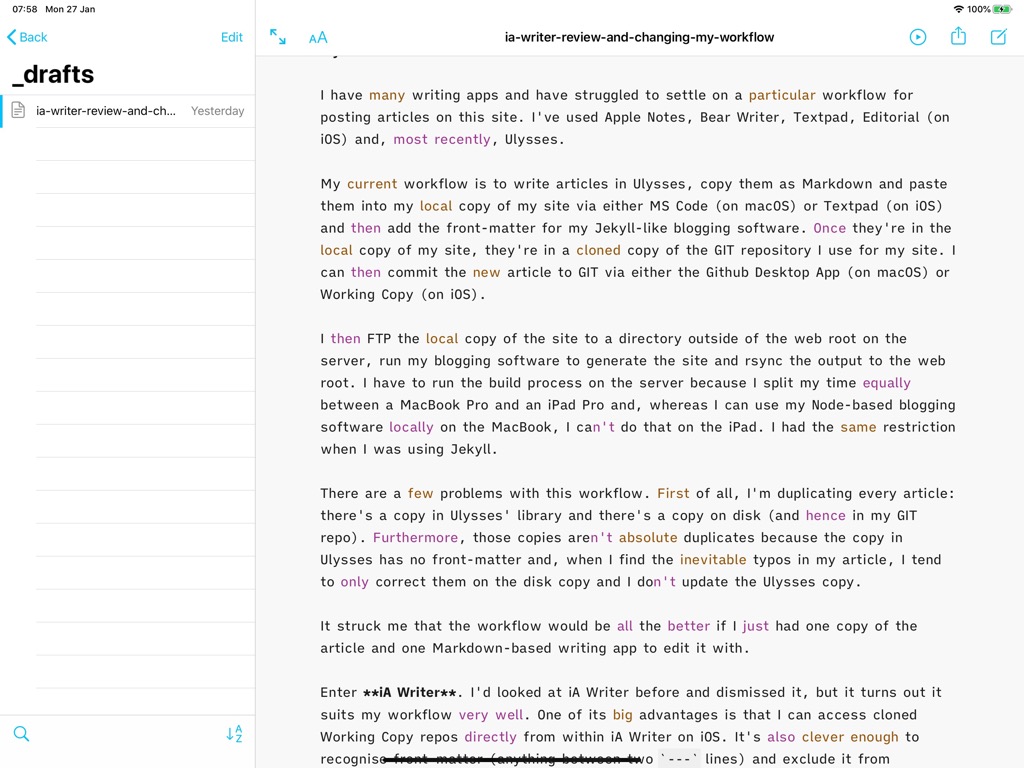 07:58 Mon 27 Jan
100%
Back
Edit
_drafts
ia-writer-review-and-ch...
Yesterday
AA
ia-writer-review-and-changing-my-workflow
I have many writing apps and have struggled to settle on a particular workflow for
posting articles on this site. I've used Apple Notes, Bear Writer, Textpad, Editorial (on
iOS) and, most recently, Ulysses.
My current workflow is to write articles in Ulysses, copy them as Markdown and paste
them into my local copy of my site via either MS Code (on macOS) or Textpad (on iOS)
and then add the front-matter for my Jekyll-like blogging software. Once they're in the
local copy of my site, they're in a cloned copy of the GIT repository I use for my site. I
can then commit the new article to GIT via either the Github Desktop App (on macOS) or
Working Copy (on iOS).
I then FTP the local copy of the site to a directory outside of the web root on the
server, run my blogging software to generate the site and rsync the output to the web
root. I have to run the build process on the server because I split my time equally
between a MacBook Pro and an iPad Pro and, whereas I can use my Node-based blogging
software locally on the MacBook, I can't do that on the iPad. I had the same restriction
when I was using Jekyll.
There are a few problems with this workflow. First of all, I'm duplicating every article:
there's a copy in Ulysses' library and there's a copy on disk (and hence in my GIT
repo). Furthermore, those copies aren't absolute duplicates because the copy in
Ulysses has no front-matter and, when I find the inevitable typos in my article, I tend
to only correct them on the disk copy and I don't update the Ulysses copy.
It struck me that the workflow would be all the better if I just had one copy of the
article and one Markdown-based writing app to edit it with.
Enter **iA Writer**. I'd looked at iA Writer before and dismissed it, but it turns out it
suits my workflow very well. One of its big advantages is that I can access cloned
Working Copy repos directly from within iA Writer on iOS. It's also clever enough to
recognise front-matter (anything between two `---` lines) and exclude it from
A
Z